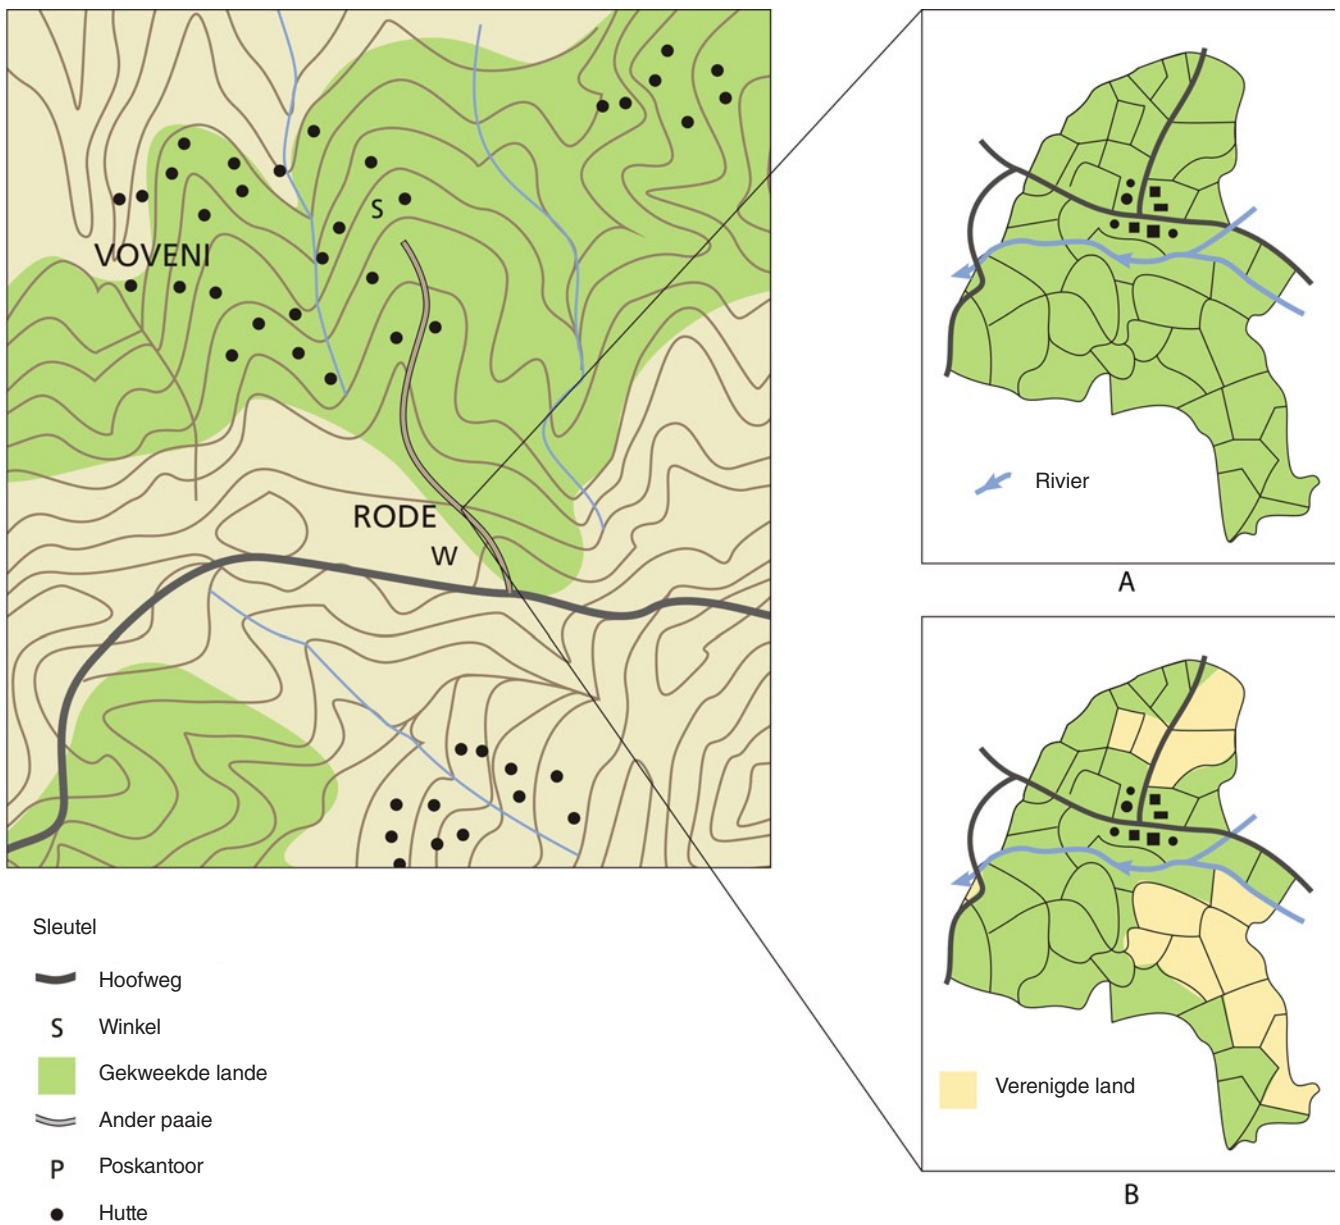 S
VOVENI
RODE
W
Sleutel
Hoofweg
S Winkel
Gekweekde lande
Ander paaie
P Poskantoor
Hutte
Rivier
A
Verenigde land
B